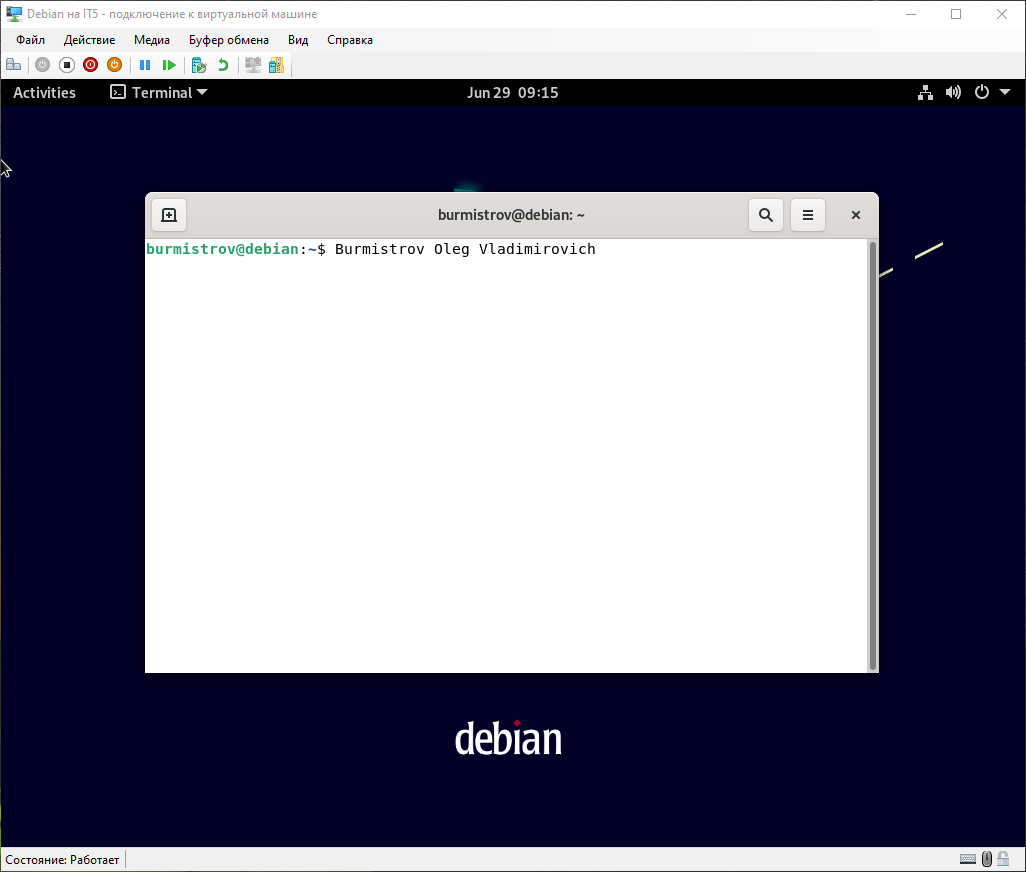 Debian на IT5 - подключение к виртуальной машине
Файл Действие Медиа Буфер обмена Вид Справка
Activities Terminal Jun 29 09:15
burmistrov@debian: ~
burmistrov@debian:~$ Burmistrov Oleg Vladimirovich
debian
Состояние: Работает